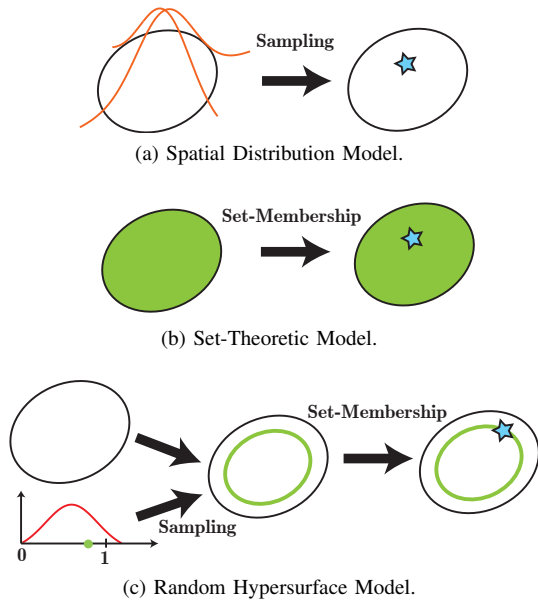 Sampling
(a) Spatial Distribution Model.
Set-Membership
(b) Set-Theoretic Model.
Set-Membership
Sampling
0
1
(c) Random Hypersurface Model.